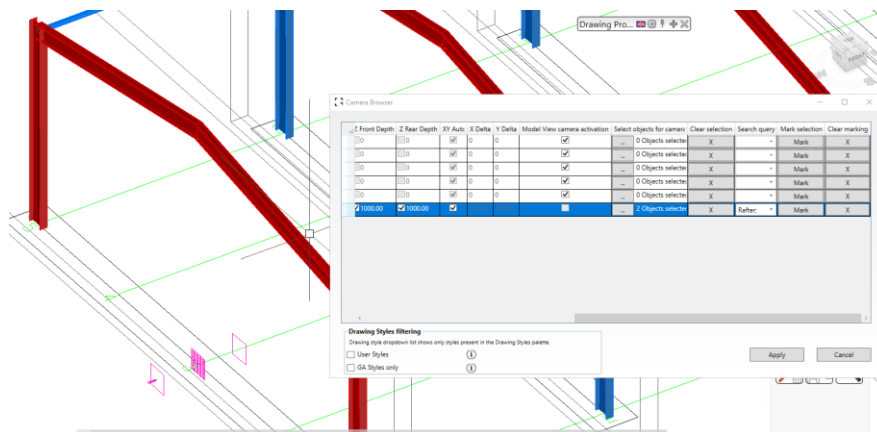 Drawing Pro...
RIGHT
Camera Browser
Z Front Depth Z Rear Depth XY Auto X Delta Y Delta Model View camera activation Select objects for camera Clear selection Search query Mark selection Clear marking
0 0 0 0 ... 0 Objects selected X Mark X
0 0 0 0 ... 0 Objects selected X Mark X
0 0 0 0 ... 0 Objects selected X Mark X
0 0 0 0 ... 0 Objects selected X Mark X
0 0 0 0 ... 0 Objects selected X Mark X
1000.00 1000.00 ... 2 Objects selected X Rafter; Mark X
Drawing Styles filtering
Drawing style dropdown list shows only styles present in the Drawing Styles palette.
User Styles
GA Styles only
Apply Cancel